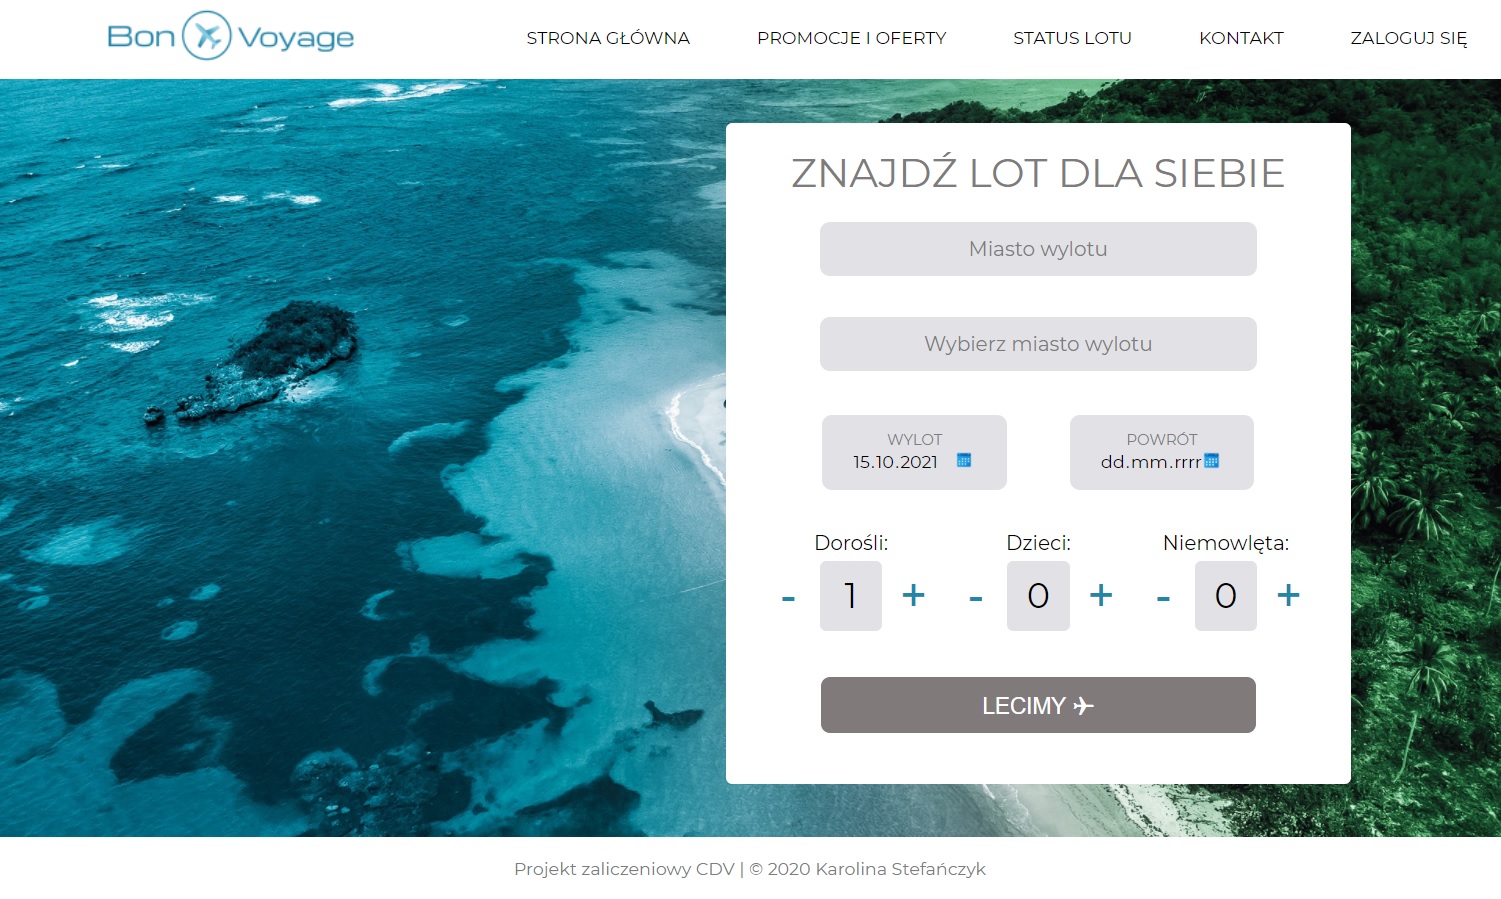 Bon Voyage
STRONA GŁÓWNA
PROMOCJE I OFERTY
STATUS LOTU
KONTAKT
ZALOGUJ SIĘ
ZNAJDŹ LOT DLA SIEBIE
Miasto wylotu
Wybierz miasto wylotu
WYLOT
15.10.2021
POWRÓT
dd.mm.rrrr
Dorośli:
- 1 +
Dzieci:
- 0 +
Niemowlęta:
- 0 +
LECIMY ✈
Projekt zaliczeniowy CDV | © 2020 Karolina Stefańczyk